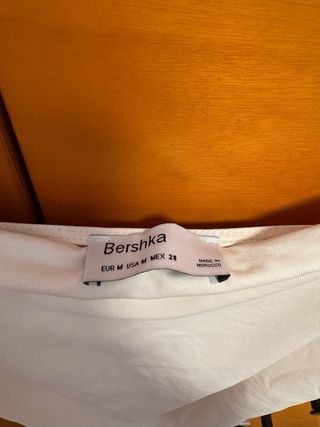 Bershka
EUR M USA M MEX 28
MADE IN
MOROCCO